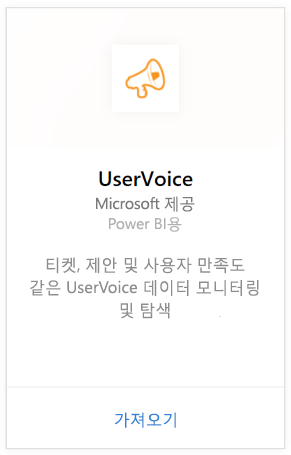 UserVoice
Microsoft 제공
Power BI용
티켓, 제안 및 사용자 만족도
같은 UserVoice 데이터 모니터링
및 탐색
가져오기